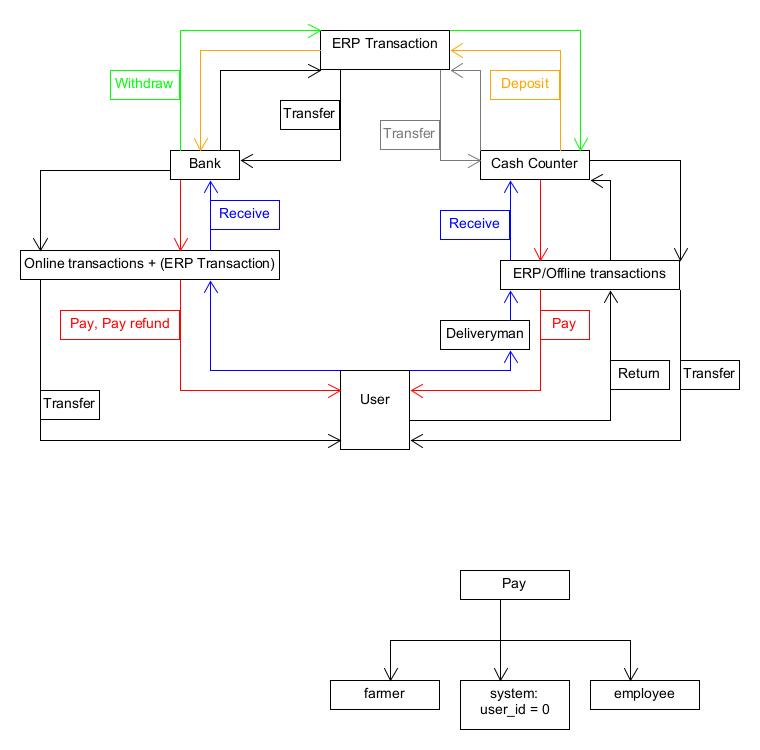 ERP Transaction
Withdraw
Deposit
Transfer
Transfer
Bank
Cash Counter
Receive
Receive
Online transactions + (ERP Transaction)
ERP/Offline transactions
Pay, Pay refund
Deliveryman
Pay
Transfer
User
Return
Transfer
Pay
farmer
system:
user_id = 0
employee